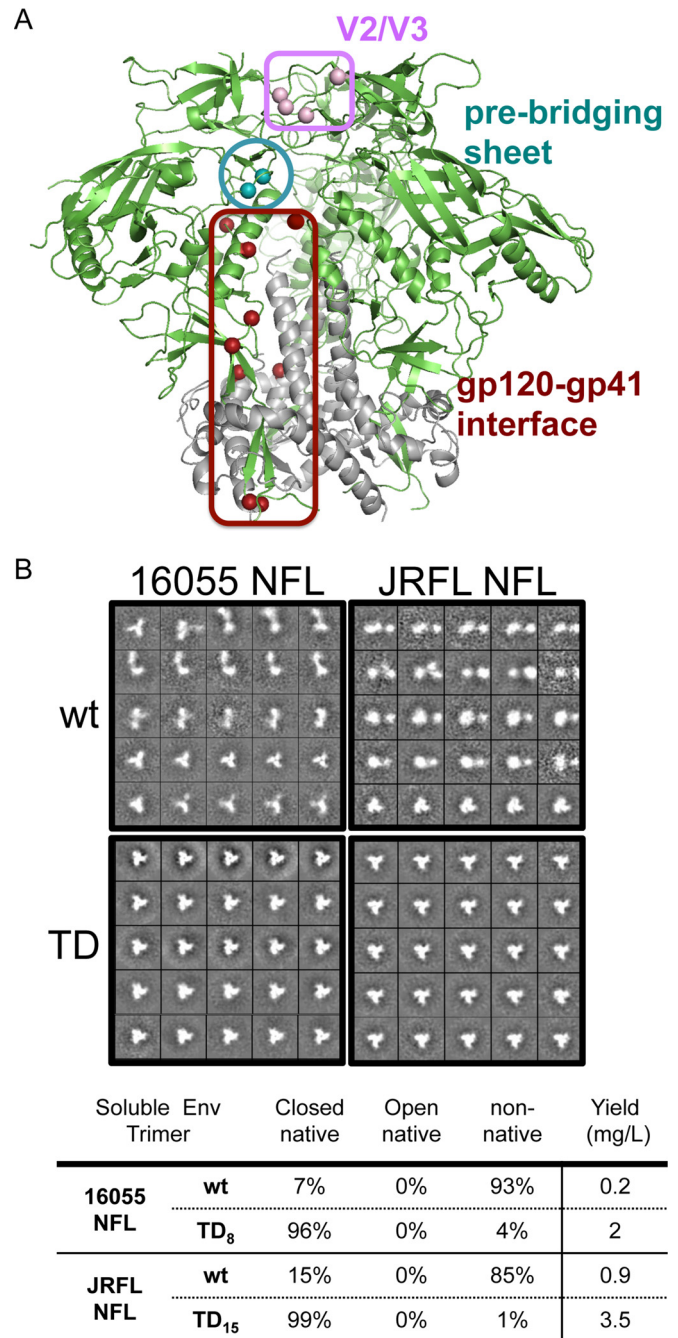 A
V2/V3
pre-bridging
sheet
gp120-gp41
interface
B
16055 NFL JRFL NFL
wt
TD
Soluble Env Trimer Closed native Open native non-native Yield (mg/L)
16055 NFL wt 7% 0% 93% 0.2
TD8 96% 0% 4% 2
JRFL NFL wt 15% 0% 85% 0.9
TD15 99% 0% 1% 3.5